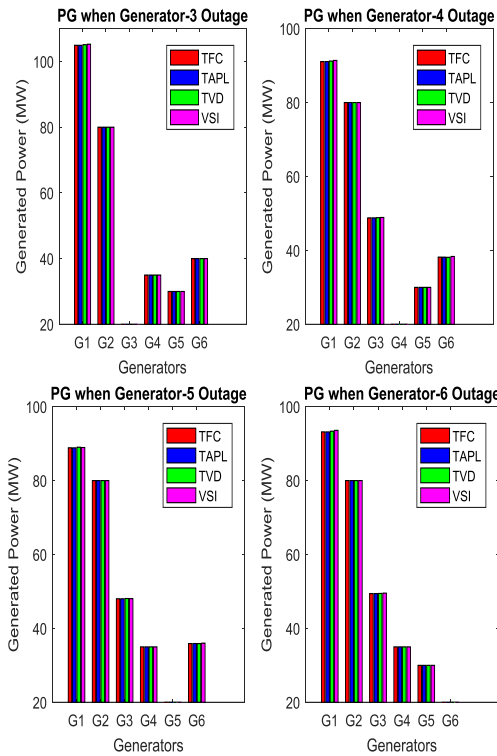 PG when Generator-3 Outage
Generated Power (MW)
100
80
60
40
20
TFC
TAPL
TVD
VSI
G1 G2 G3 G4 G5 G6
Generators
PG when Generator-4 Outage
Generated Power (MW)
100
80
60
40
20
TFC
TAPL
TVD
VSI
G1 G2 G3 G4 G5 G6
Generators
PG when Generator-5 Outage
Generated Power (MW)
100
80
60
40
20
TFC
TAPL
TVD
VSI
G1 G2 G3 G4 G5 G6
Generators
PG when Generator-6 Outage
Generated Power (MW)
100
80
60
40
20
TFC
TAPL
TVD
VSI
G1 G2 G3 G4 G5 G6
Generators